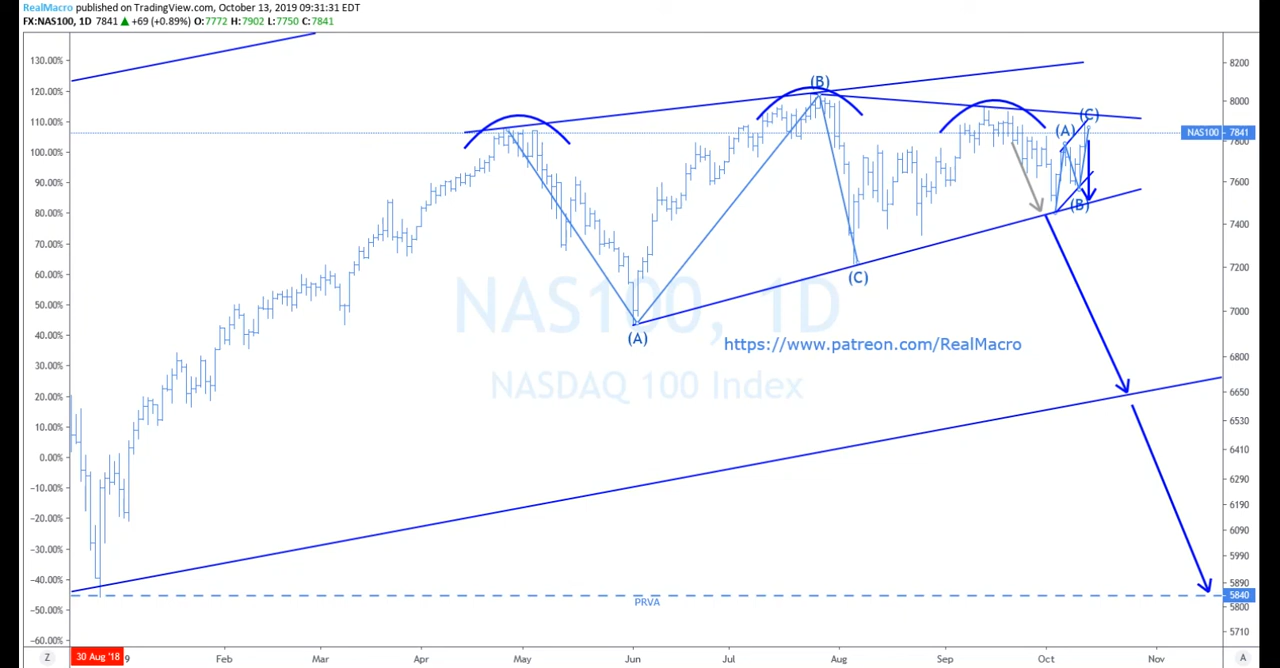 RealMacro published on TradingView.com, October 13, 2019 09:31:31 EDT
FX:NAS100, 1D 7841 ▲ +69 (+0.89%) O:7772 H:7902 L:7750 C:7841
130.00%
120.00%
110.00%
100.00%
90.00%
80.00%
70.00%
60.00%
50.00%
40.00%
30.00%
20.00%
10.00%
0.00%
-10.00%
-20.00%
-30.00%
-40.00%
-50.00%
-60.00%
(B)
(A)
(C)
(A)
(C)
(B)
NAS100, 1D
NASDAQ 100 Index
https://www.patreon.com/RealMacro
PRVA
8200
8000
NAS100 7841
7800
7600
7400
7200
7000
6800
6650
6530
6410
6290
6190
6090
5990
5890
5840
5800
5710
Z 30 Aug '18 9 Feb Mar Apr May Jun Jul Aug Sep Oct Nov A